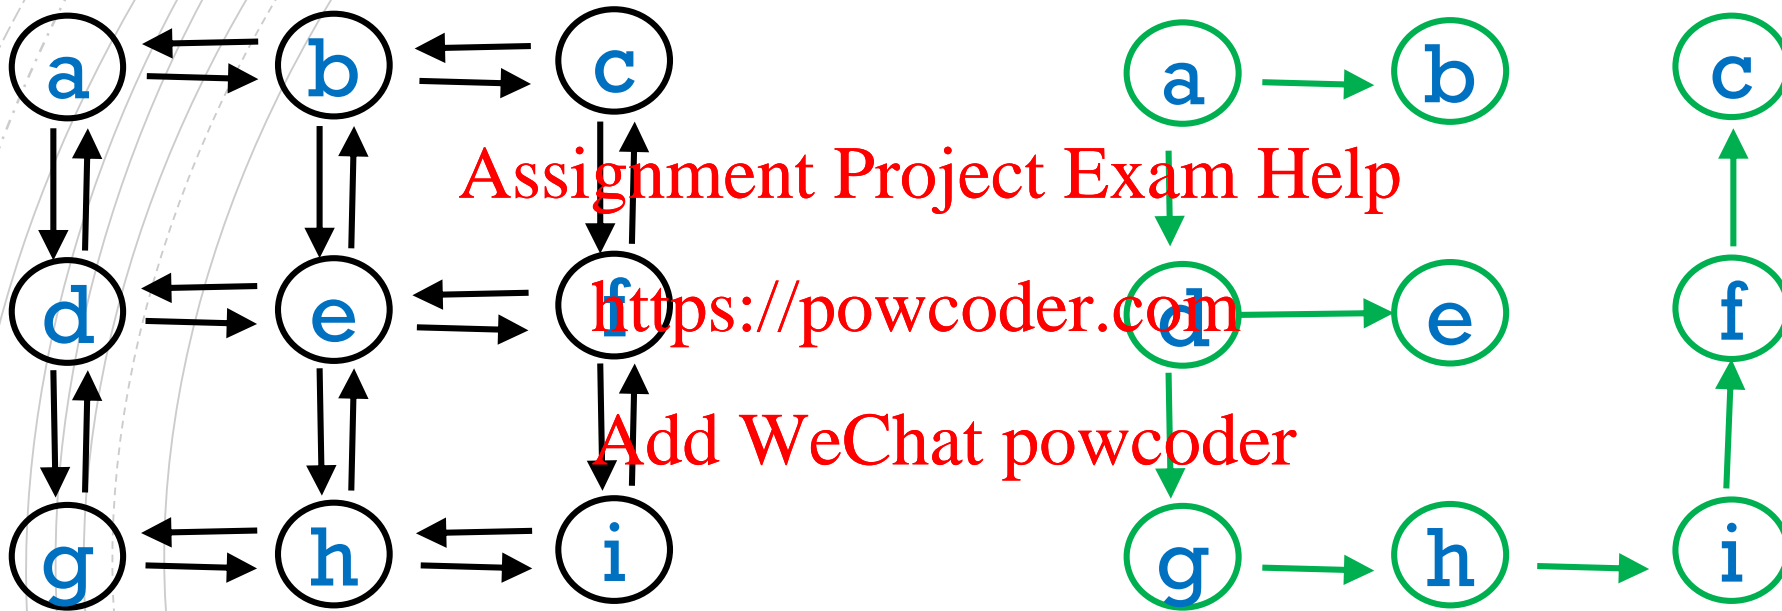 a b c a b c
Assignment Project Exam Help
d e f d e f
https://powcoder.com
Add WeChat powcoder
g h i g h i